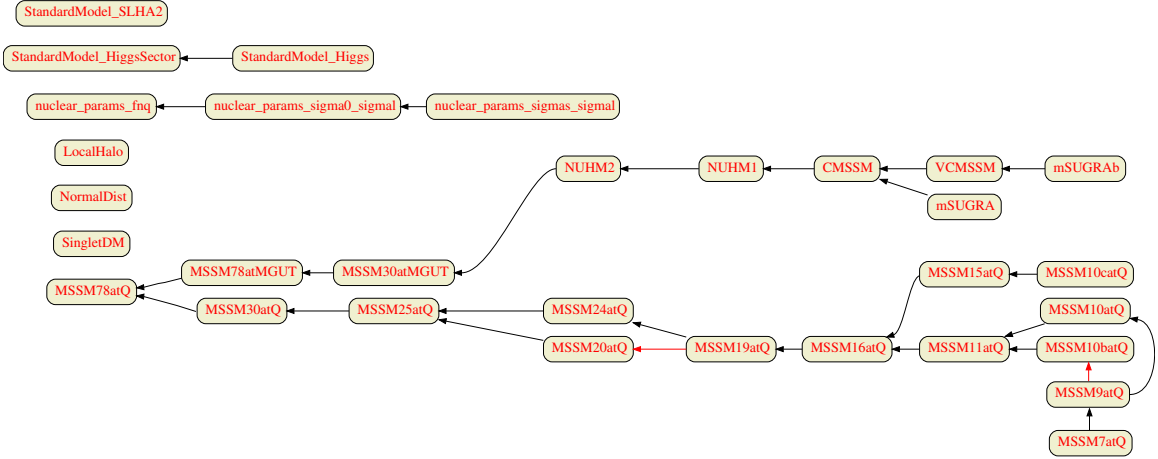 StandardModel_SLHA2
StandardModel_HiggsSector
StandardModel_Higgs
nuclear_params_fnq
nuclear_params_sigma0_sigmal
nuclear_params_sigmas_sigmal
LocalHalo
NUHM2
NUHM1
CMSSM
VCMSSM
mSUGRAb
NormalDist
mSUGRA
SingletDM
MSSM78atMGUT
MSSM30atMGUT
MSSM15atQ
MSSM10catQ
MSSM78atQ
MSSM30atQ
MSSM25atQ
MSSM24atQ
MSSM10atQ
MSSM20atQ
MSSM19atQ
MSSM16atQ
MSSM11atQ
MSSM10batQ
MSSM9atQ
MSSM7atQ